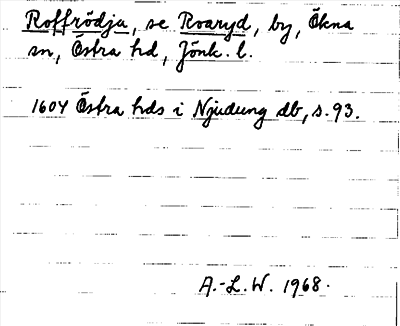 Roffrödja, se Roaryd, by, Ökna
sn, Östra hd, Jönk. l.
1604 Östra hds i Njudung db, s. 93.
A.-L.W. 1968.